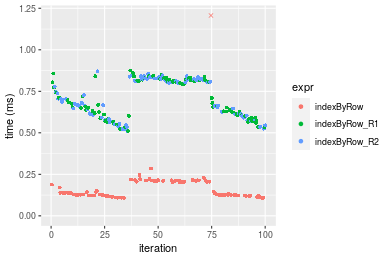 1.25
1.00
0.75
0.50
0.25
0.00
time (ms)
0
25
50
75
100
iteration
expr
indexByRow
indexByRow_R1
indexByRow_R2